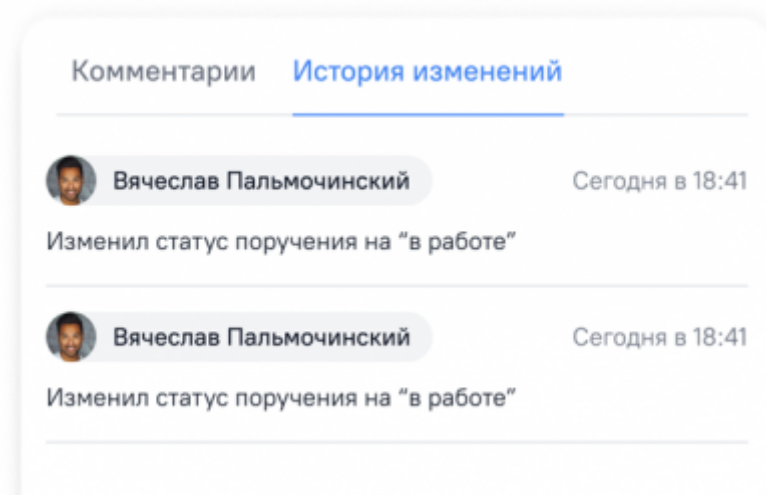 Комментарии История изменений
Вячеслав Пальмочинский Сегодня в 18:41
Изменил статус поручения на “в работе”
Вячеслав Пальмочинский Сегодня в 18:41
Изменил статус поручения на “в работе”